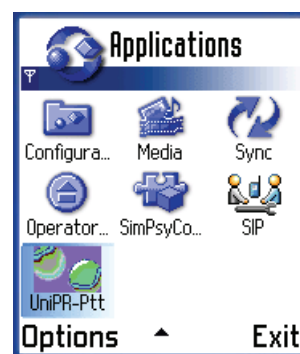 Applications
Configura... Media Sync
Operator... SimPsyCo... SIP
UniPR-Ptt
Options Exit